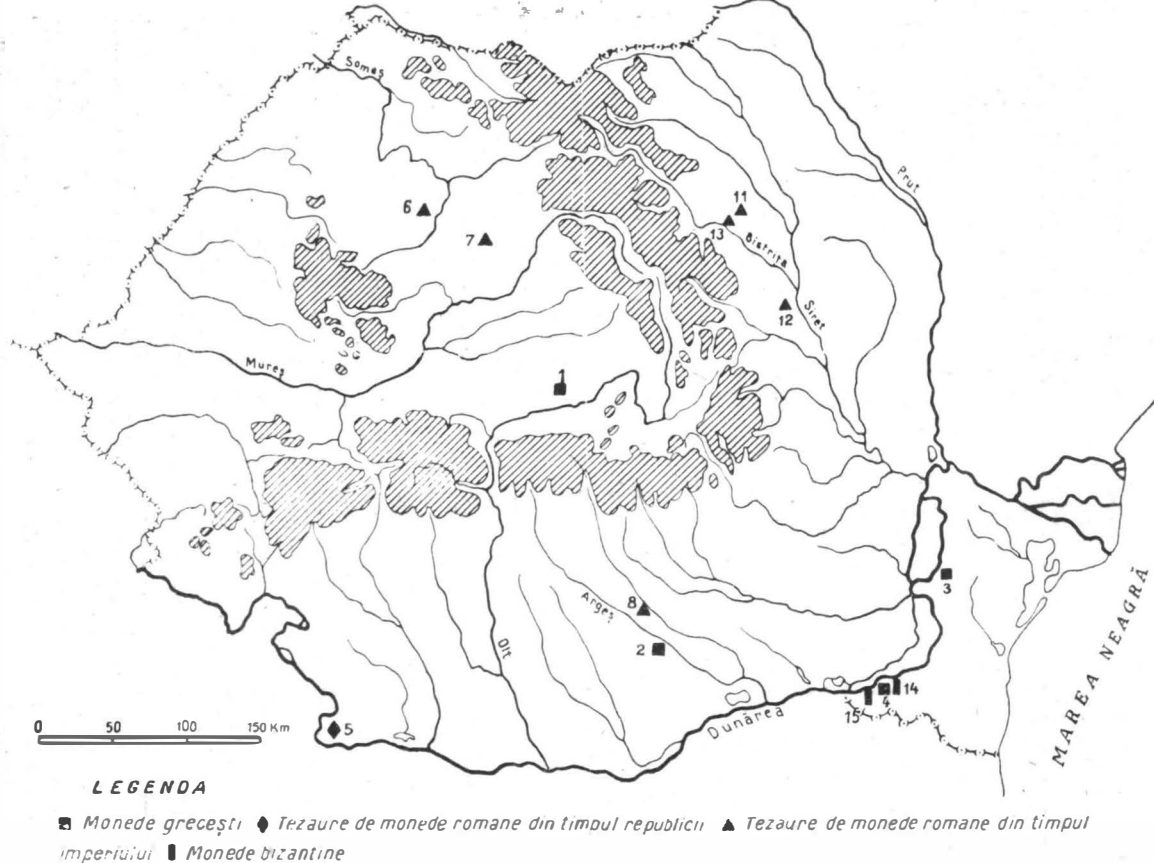 Someș
Prut
6
11
13
7
Bistrița
12
Siret
Mureș
1
3
Argeș
8
2
Olt
MAREA NEAGRĂ
4
14
15
Dunărea
5
0 50 100 150 Km
LEGENDA
Monede grecești Tezaure de monede romane din timpul republicii Tezaure de monede romane din timpul
imperiului Monede bizantine